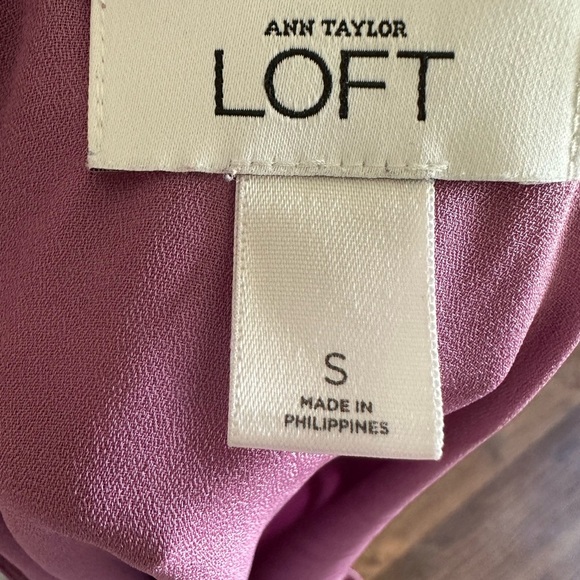 ANN TAYLOR
LOFT
S
MADE IN
PHILIPPINES